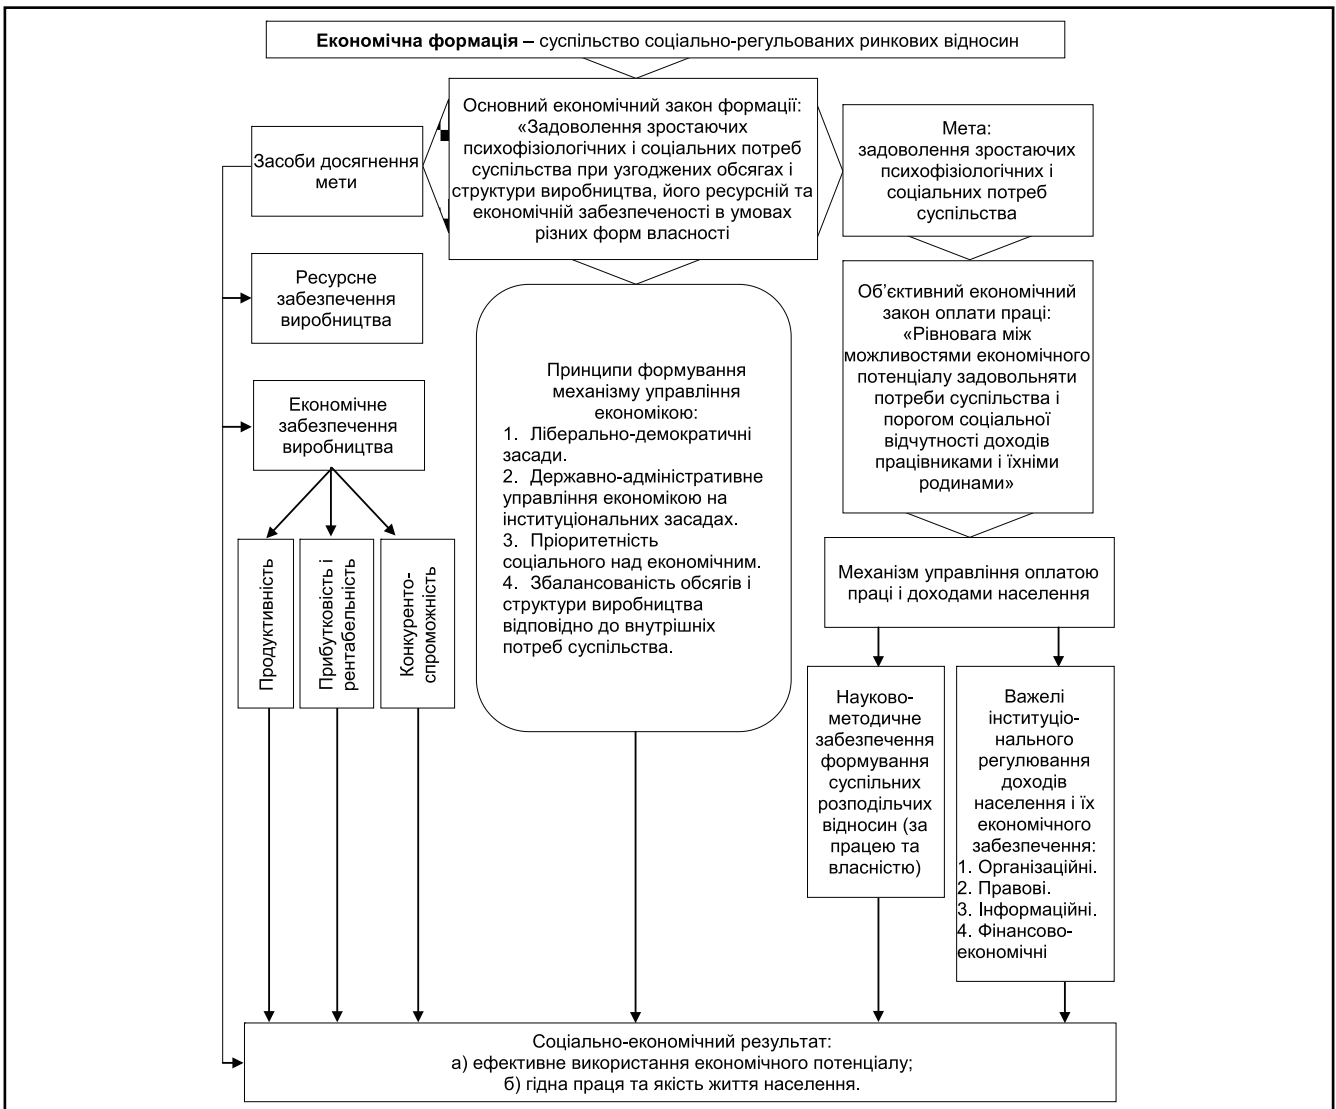 Економічна формація – суспільство соціально-регульованих ринкових відносин
Основний економічний закон формації:
«Задоволення зростаючих
психофізіологічних і соціальних потреб
суспільства при узгоджених обсягах і
структури виробництва, його ресурсній та
економічній забезпеченості в умовах
різних форм власності
Засоби досягнення
мети
Мета:
задоволення зростаючих
психофізіологічних і
соціальних потреб
суспільства
Ресурсне
забезпечення
виробництва
Економічне
забезпечення
виробництва
Продуктивність
Прибутковість і
рентабельність
Конкуренто-
спроможність
Принципи формування
механізму управління
економікою:
1. Ліберально-демократичні
засади.
2. Державно-адміністративне
управління економікою на
інституціональних засадах.
3. Пріоритетність
соціального над економічним.
4. Збалансованість обсягів і
структури виробництва
відповідно до внутрішніх
потреб суспільства.
Об’єктивний економічний
закон оплати праці:
«Рівновага між
можливостями економічного
потенціалу задовольняти
потреби суспільства і
порогом соціальної
відчутності доходів
працівниками і їхніми
родинами»
Механізм управління оплатою
праці і доходами населення
Науково-
методичне
забезпечення
формування
суспільних
розподільчих
відносин (за
працею та
власністю)
Важелі
інституціо-
нального
регулювання
доходів
населення і їх
економічного
забезпечення:
1. Організаційні.
2. Правові.
3. Інформаційні.
4. Фінансово-
економічні
Соціально-економічний результат:
а) ефективне використання економічного потенціалу;
б) гідна праця та якість життя населення.